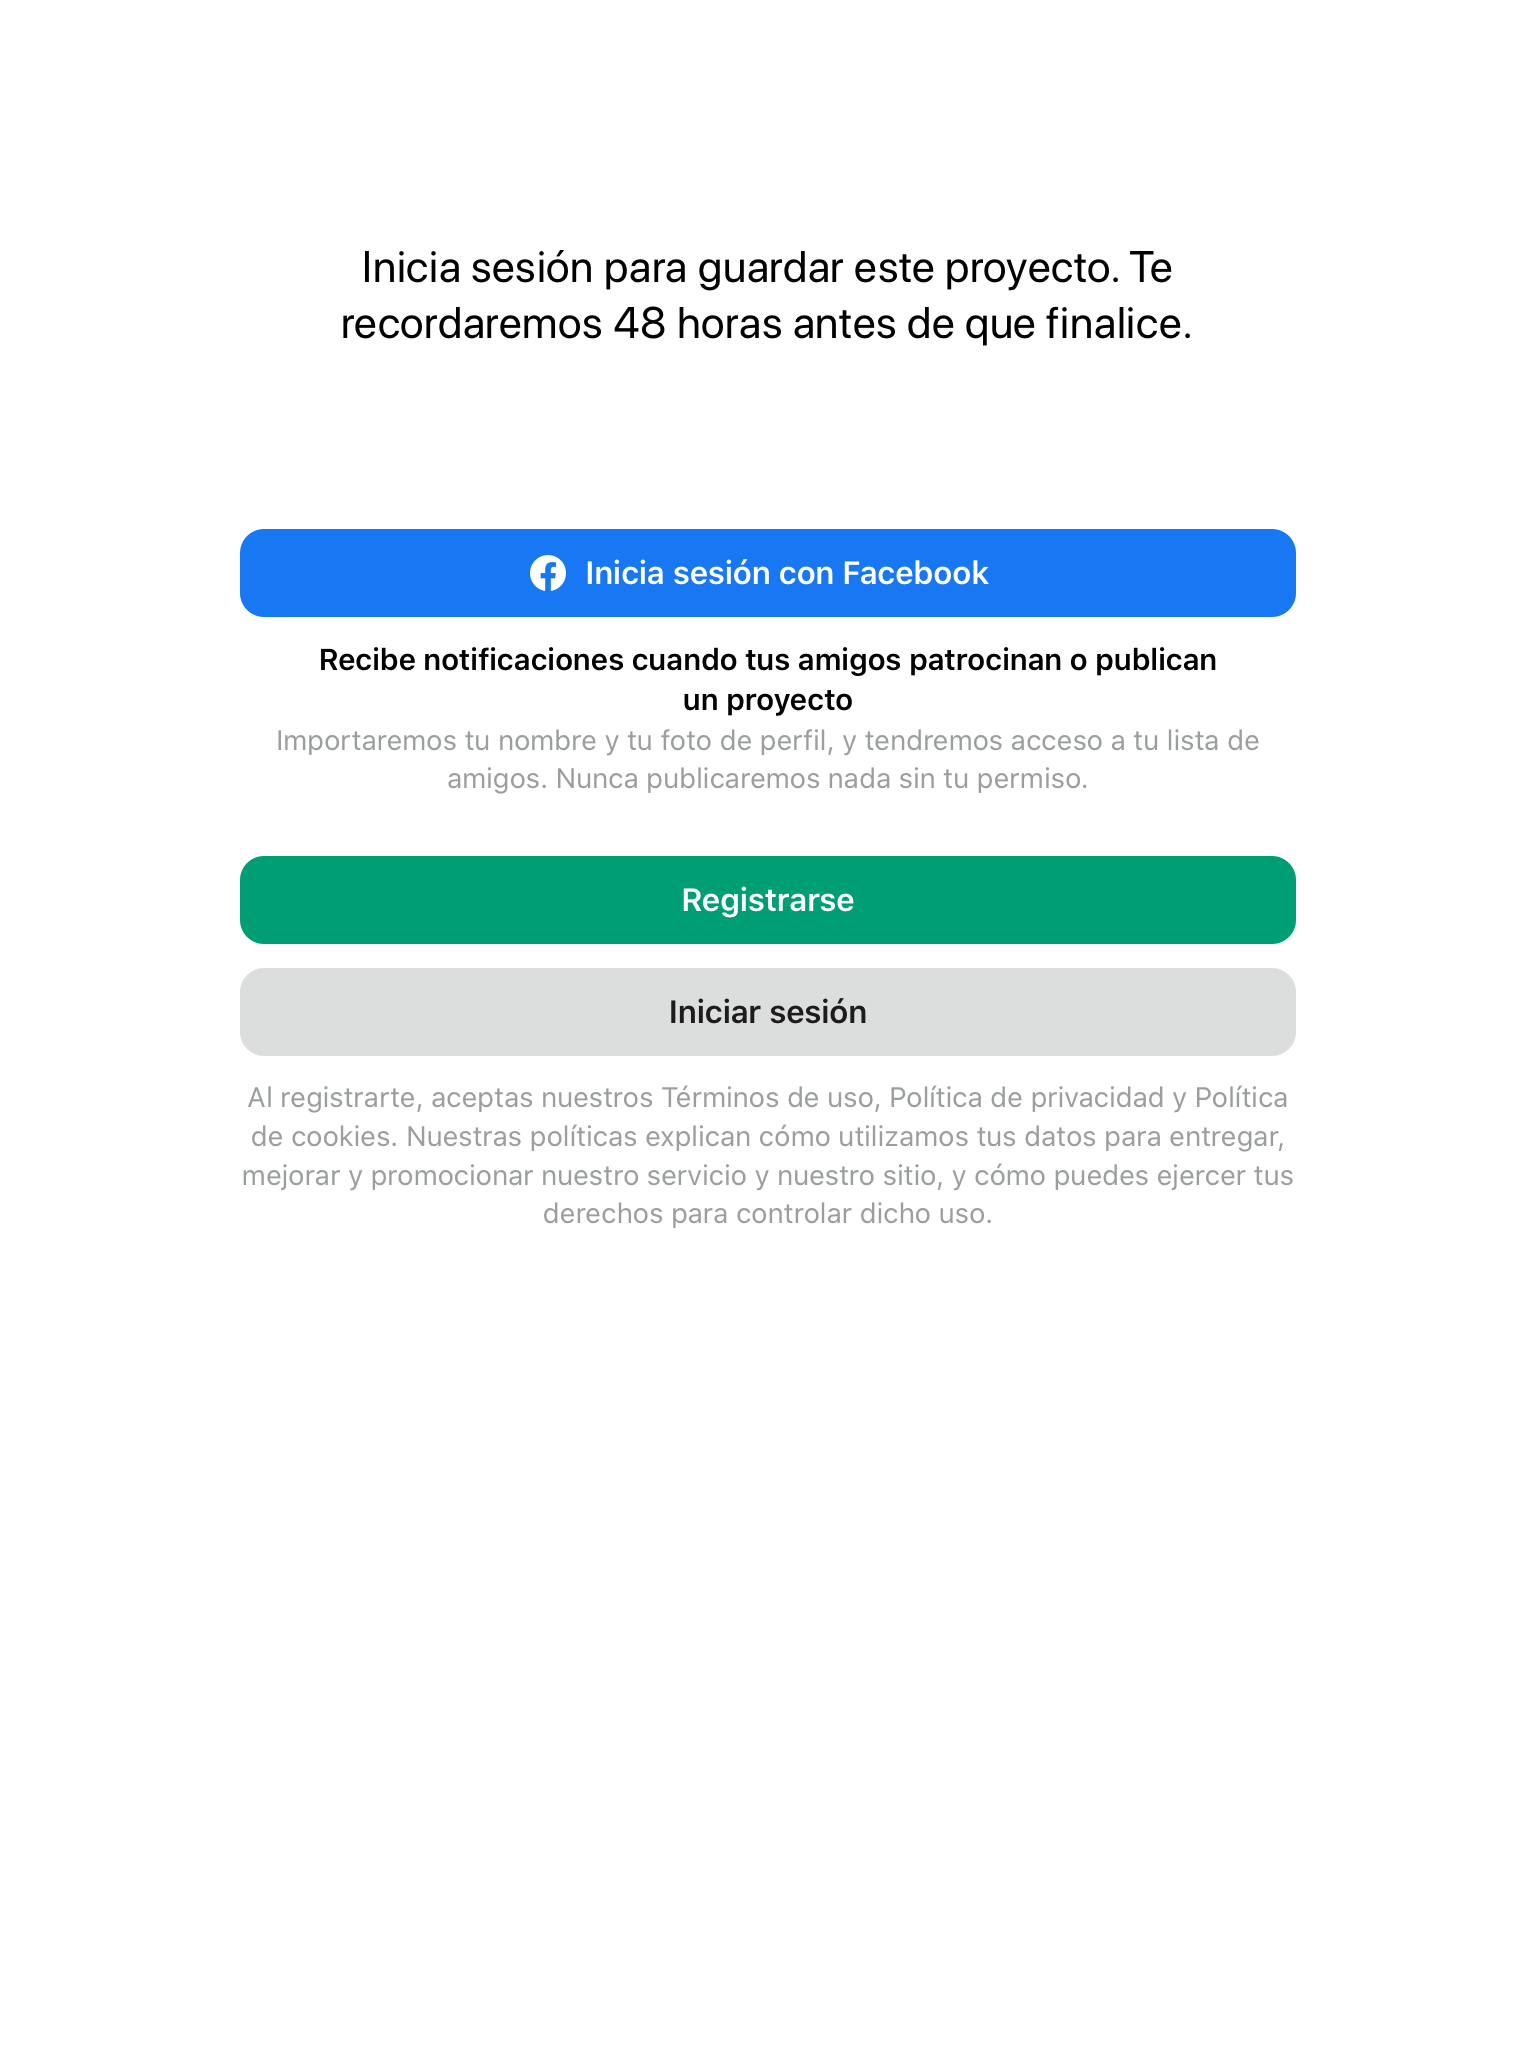 Inicia sesión para guardar este proyecto. Te
recordaremos 48 horas antes de que finalice.
Inicia sesión con Facebook
Recibe notificaciones cuando tus amigos patrocinan o publican
un proyecto
Importaremos tu nombre y tu foto de perfil, y tendremos acceso a tu lista de
amigos. Nunca publicaremos nada sin tu permiso.
Registrarse
Iniciar sesión
Al registrarte, aceptas nuestros Términos de uso, Política de privacidad y Política
de cookies. Nuestras políticas explican cómo utilizamos tus datos para entregar,
mejorar y promocionar nuestro servicio y nuestro sitio, y cómo puedes ejercer tus
derechos para controlar dicho uso.